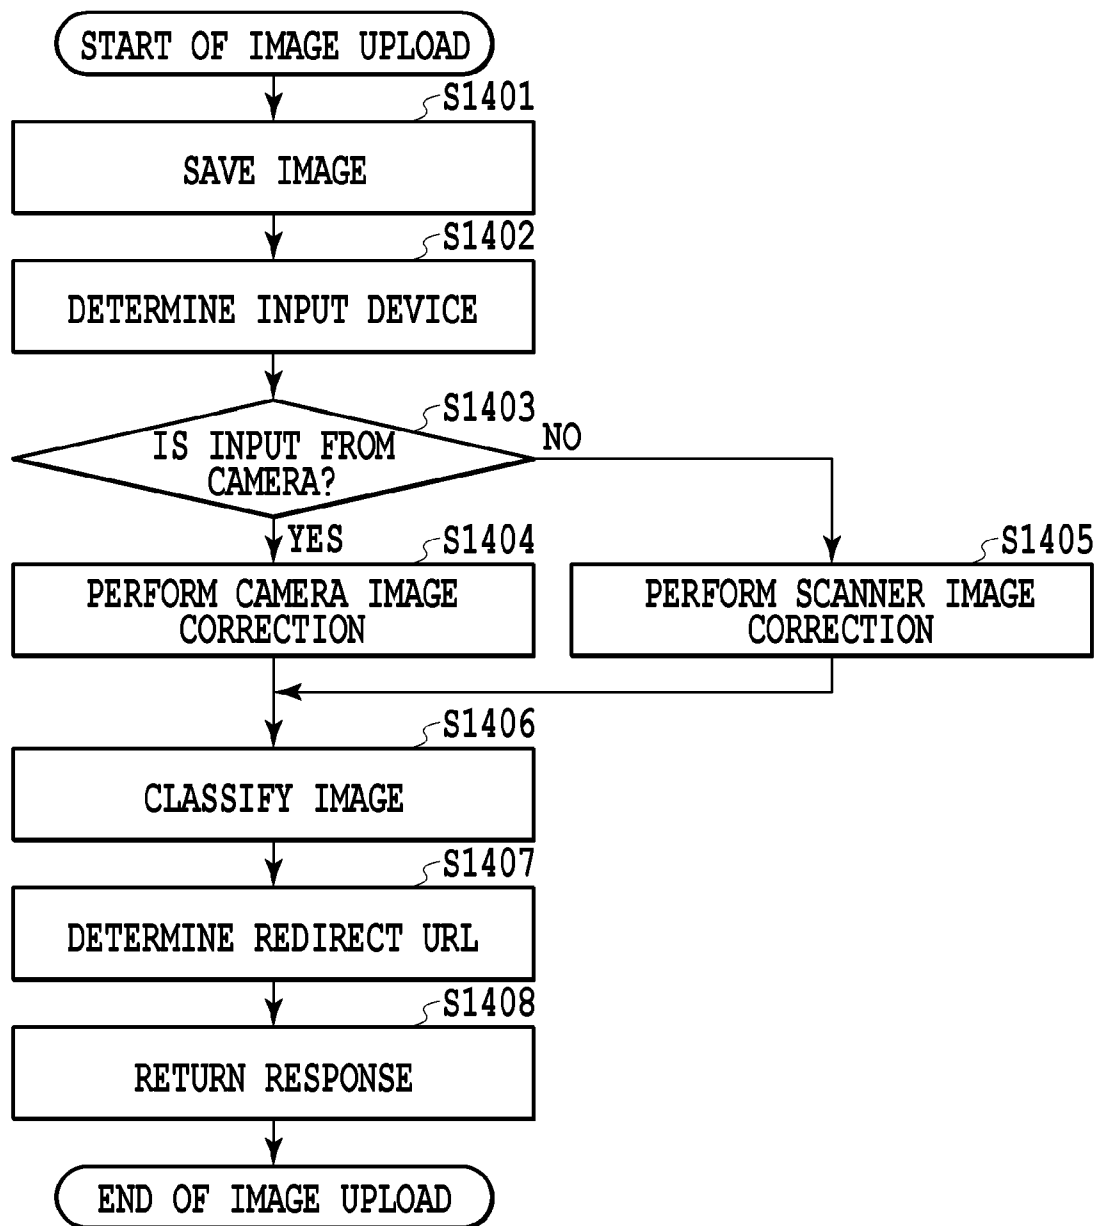 START OF IMAGE UPLOAD
S1401
SAVE IMAGE
S1402
DETERMINE INPUT DEVICE
S1403
IS INPUT FROM
CAMERA?
NO
YES
S1404
PERFORM CAMERA IMAGE
CORRECTION
S1405
PERFORM SCANNER IMAGE
CORRECTION
S1406
CLASSIFY IMAGE
S1407
DETERMINE REDIRECT URL
S1408
RETURN RESPONSE
END OF IMAGE UPLOAD